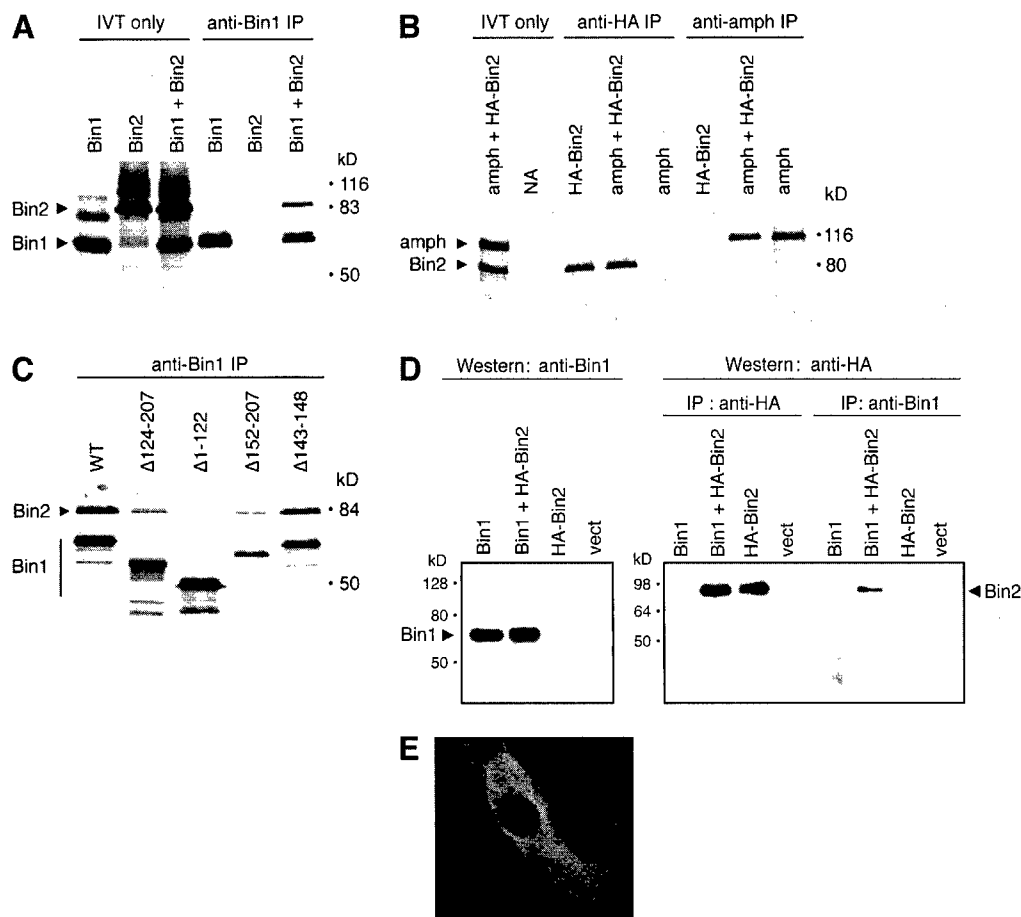 A
IVT only
anti-Bin1 IP
Bin1
Bin2
Bin1 + Bin2
Bin1
Bin2
Bin1 + Bin2
kD
116
83
50
Bin2
Bin1
B
IVT only
anti-HA IP
anti-amph IP
amph + HA-Bin2
NA
HA-Bin2
amph + HA-Bin2
amph
HA-Bin2
amph + HA-Bin2
amph
kD
116
80
amph
Bin2
C
anti-Bin1 IP
WT
Δ124-207
Δ1-122
Δ152-207
Δ143-148
kD
84
50
Bin2
Bin1
D
Western: anti-Bin1
Bin1
Bin1 + HA-Bin2
HA-Bin2
vect
kD
128
80
50
Bin1
Western: anti-HA
IP : anti-HA
IP: anti-Bin1
Bin1
Bin1 + HA-Bin2
HA-Bin2
vect
Bin1
Bin1 + HA-Bin2
HA-Bin2
vect
kD
98
64
50
Bin2
E